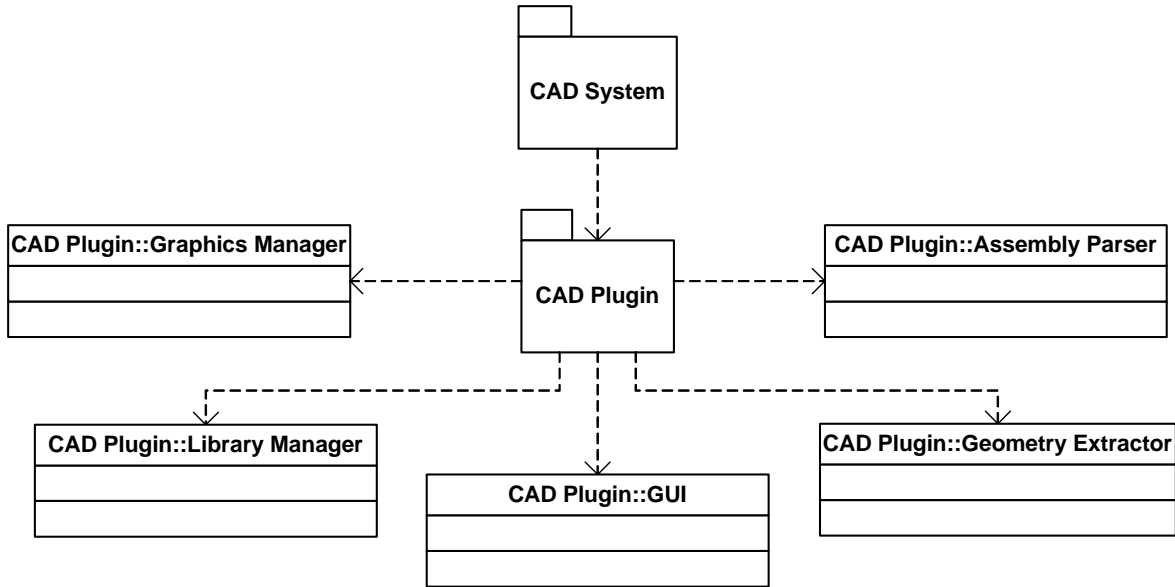 CAD System
CAD Plugin::Graphics Manager
CAD Plugin
CAD Plugin::Assembly Parser
CAD Plugin::Library Manager
CAD Plugin::GUI
CAD Plugin::Geometry Extractor